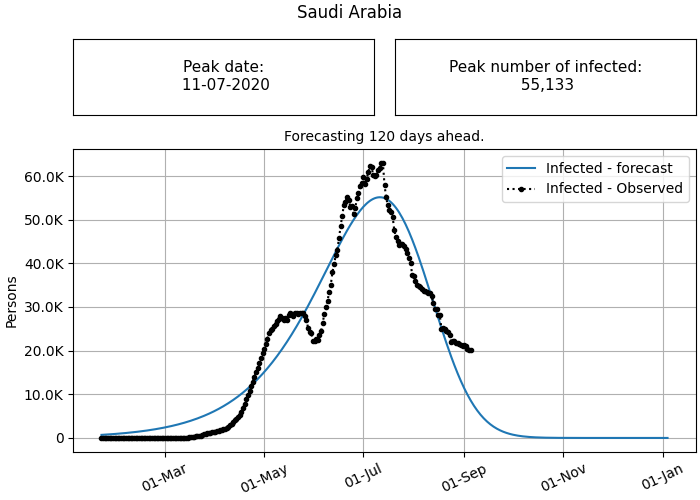 Saudi Arabia
Peak date:
11-07-2020
Peak number of infected:
55,133
Forecasting 120 days ahead.
Infected - forecast
Infected - Observed
Persons
60.0K
50.0K
40.0K
30.0K
20.0K
10.0K
0
01-Mar
01-May
01-Jul
01-Sep
01-Nov
01-Jan